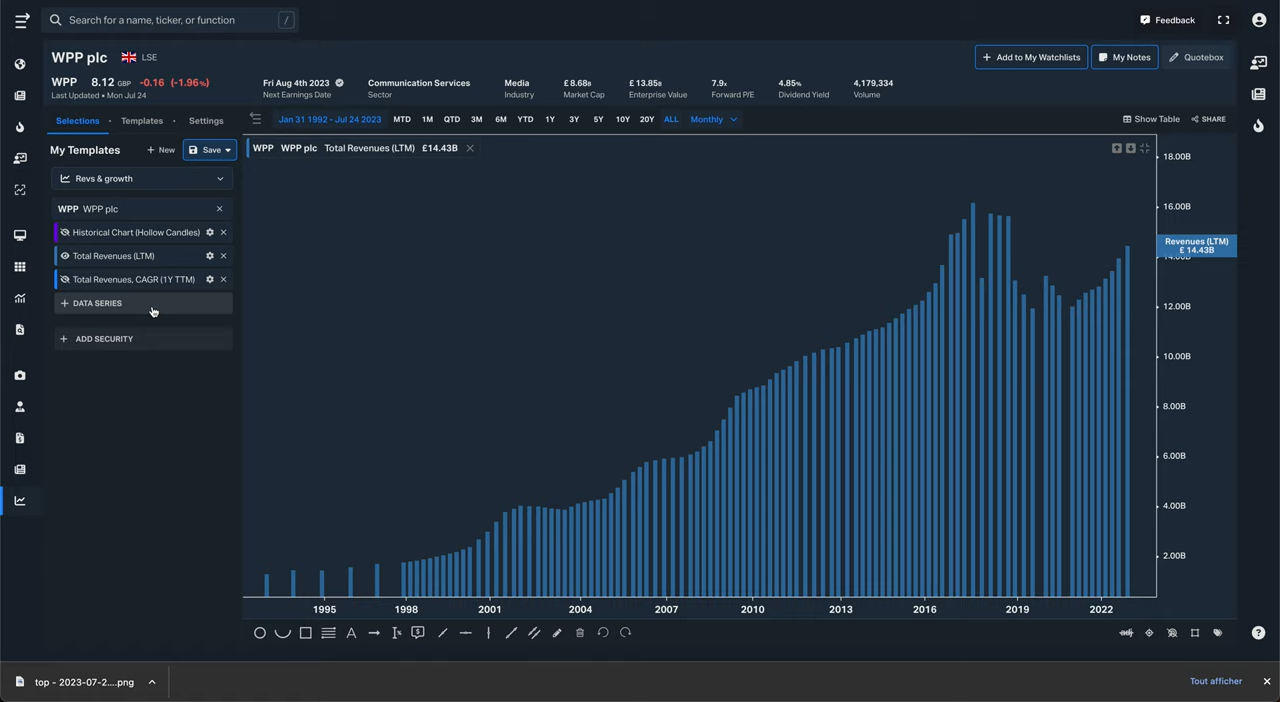 Search for a name, ticker, or function /
Feedback
WPP plc LSE
Add to My Watchlists
My Notes
Quotebox
WPP 8.12 GBP -0.16 (-1.96%)
Last Updated • Mon Jul 24
Fri Aug 4th 2023
Next Earnings Date
Communication Services
Sector
Media
Industry
£ 8.68B
Market Cap
£ 13.85B
Enterprise Value
7.9x
Forward P/E
4.85%
Dividend Yield
4,179,334
Volume
Selections • Templates • Settings
Jan 31 1992 - Jul 24 2023 MTD 1M QTD 3M 6M YTD 1Y 3Y 5Y 10Y 20Y ALL Monthly
Show Table
SHARE
My Templates
+ New
Save
Revs & growth
WPP WPP plc
Historical Chart (Hollow Candles)
Total Revenues (LTM)
Total Revenues, CAGR (1Y TTM)
+ DATA SERIES
+ ADD SECURITY
WPP WPP plc Total Revenues (LTM) £14.43B
18.00B
16.00B
Revenues (LTM)
£ 14.43B
14.00B
12.00B
10.00B
8.00B
6.00B
4.00B
2.00B
1995 1998 2001 2004 2007 2010 2013 2016 2019 2022
top - 2023-07-2....png
Tout afficher